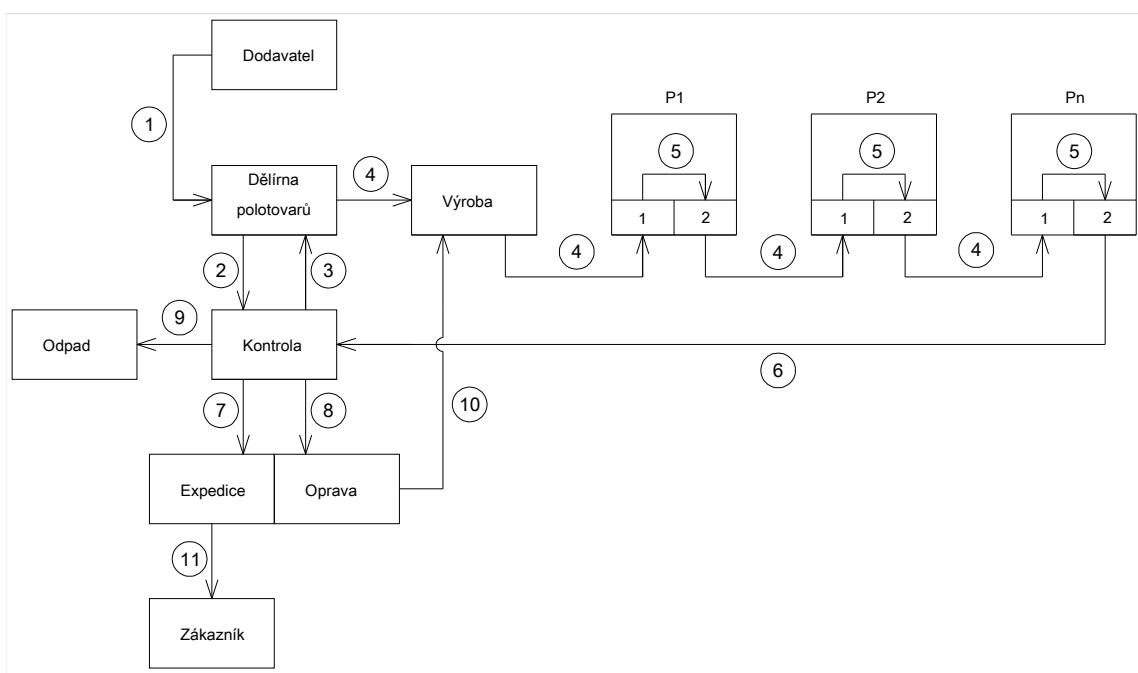 Dodavatel
P1
P2
Pn
1
5
5
5
Dělírna
polotovarů
4
Výroba
1
2
1
2
1
2
4
4
4
2
3
9
Odpad
Kontrola
6
7
8
10
Expedice
Oprava
11
Zákazník